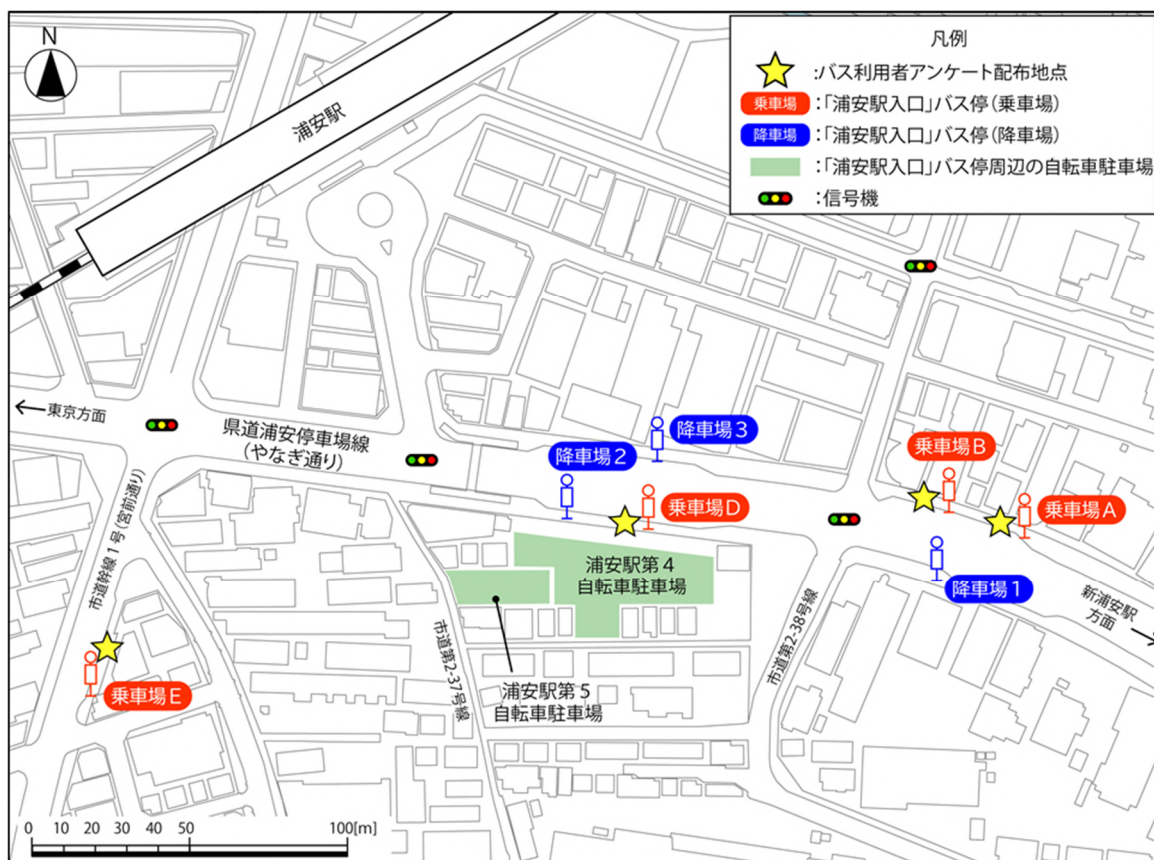 N
凡例
:バス利用者アンケート配布地点
乗車場
:「浦安駅入口」バス停(乗車場)
降車場
:「浦安駅入口」バス停(降車場)
:「浦安駅入口」バス停周辺の自転車駐車場
:信号機
浦安駅
←東京方面
県道浦安停車場線
(やなぎ通り)
降車場3
降車場2
乗車場D
乗車場B
乗車場A
降車場1
新浦安駅
方面
→
市道幹線1号(宮前通り)
浦安駅第4
自転車駐車場
市道第2-37号線
市道第2-38号線
浦安駅第5
自転車駐車場
乗車場E
0 10 20 30 40 50 100[m]